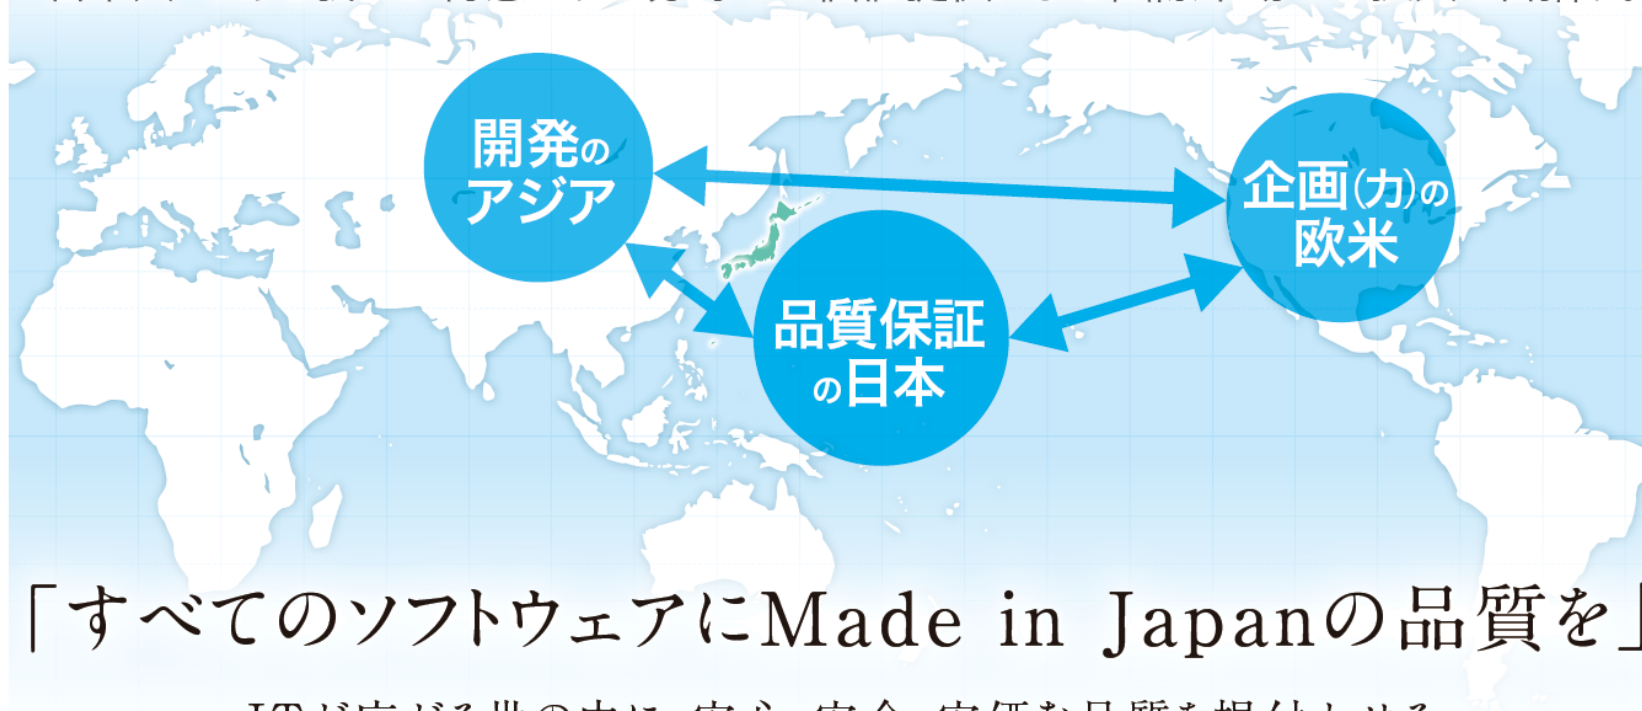 開発の
アジア
企画(力)の
欧米
品質保証
の日本
「すべてのソフトウェアにMade in Japanの品質を」